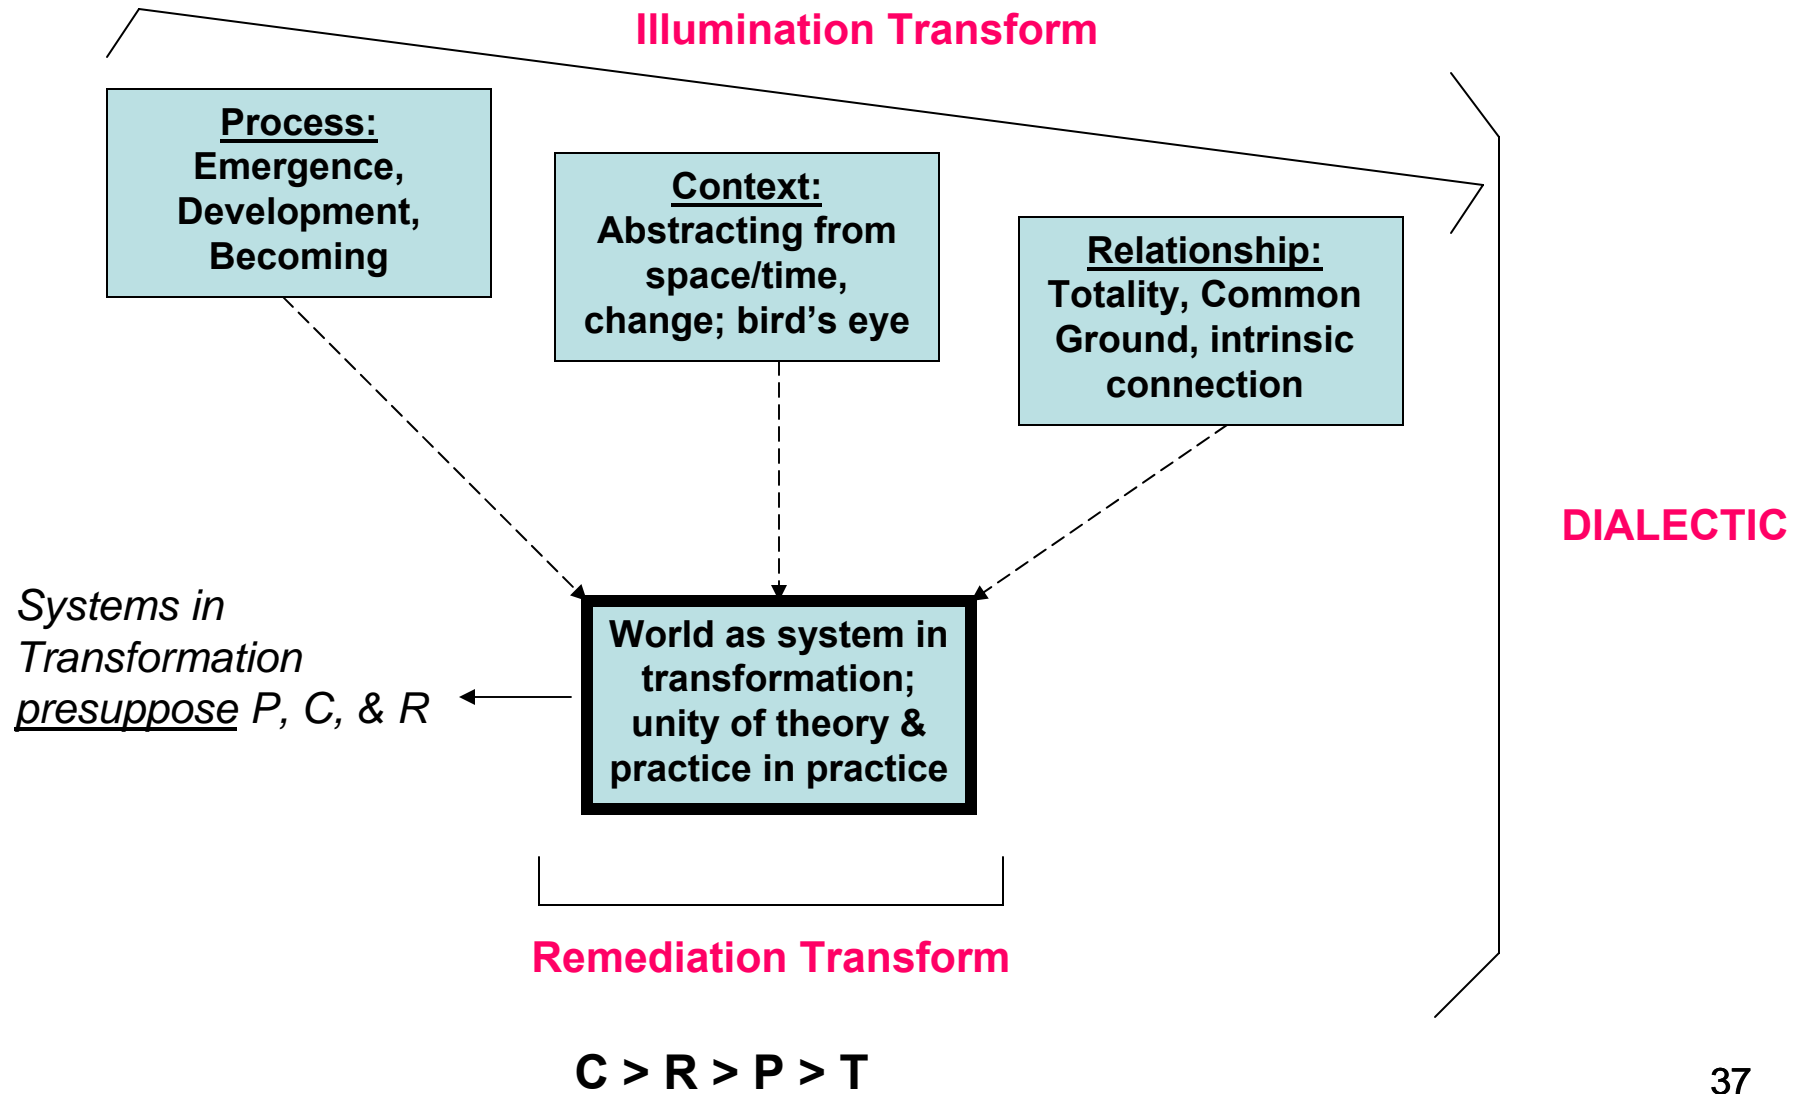 Illumination Transform
Process:
Emergence,
Development,
Becoming
Context:
Abstracting from
space/time,
change; bird’s eye
Relationship:
Totality, Common
Ground, intrinsic
connection
DIALECTIC
Systems in
Transformation
presuppose P, C, & R
World as system in
transformation;
unity of theory &
practice in practice
Remediation Transform
C > R > P > T
37